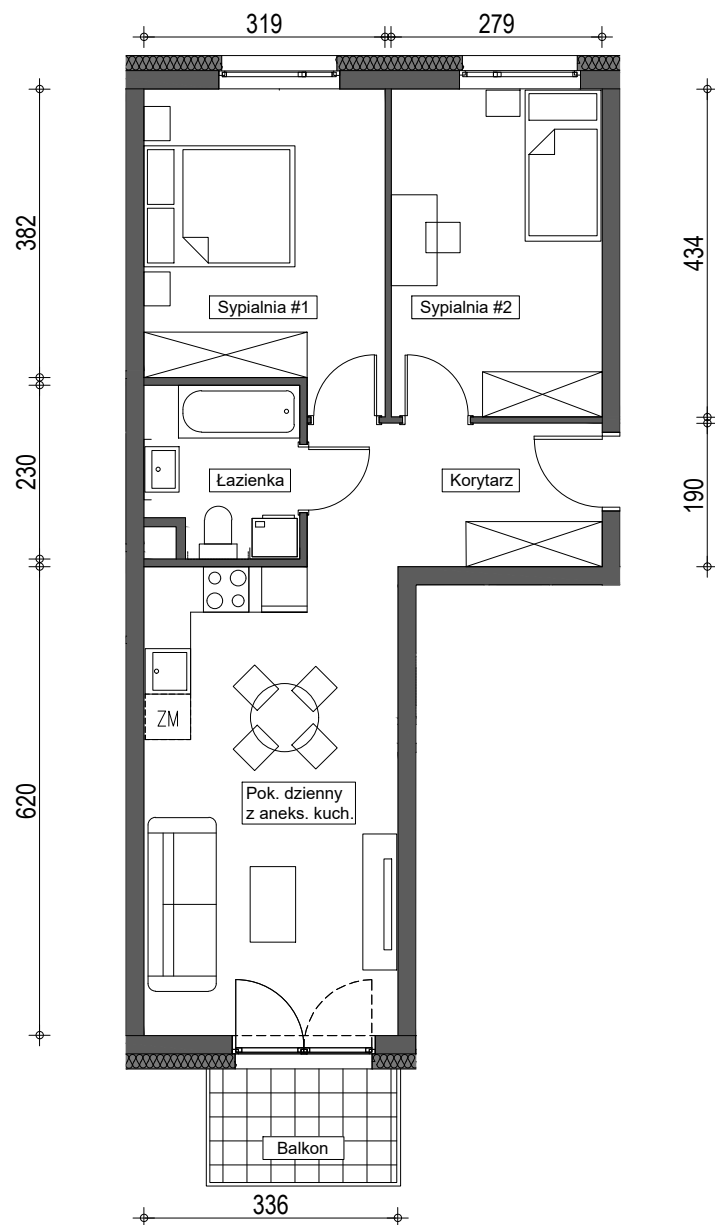 319
279
382
434
Sypialnia #1
Sypialnia #2
230
Łazienka
Korytarz
190
ZM
620
Pok. dzienny
z aneks. kuch.
Balkon
336